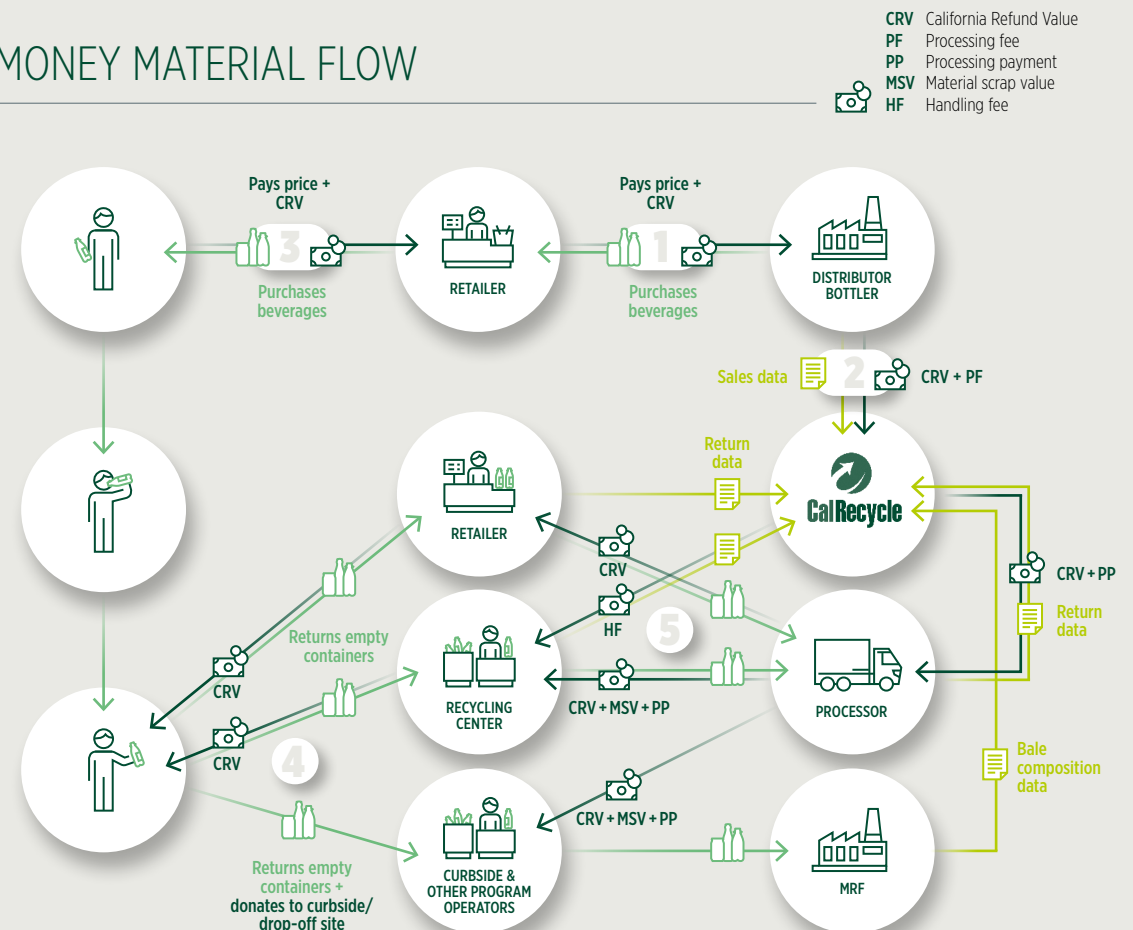 MONEY MATERIAL FLOW
CRV California Refund Value
PF Processing fee
PP Processing payment
MSV Material scrap value
HF Handling fee
Pays price +
CRV
3
Purchases
beverages
RETAILER
Pays price +
CRV
1
Purchases
beverages
DISTRIBUTOR
BOTTLER
Sales data
2
CRV + PF
Return
data
CalRecycle
RETAILER
CRV
HF
5
CRV + PP
Return
data
Returns empty
containers
CRV
CRV
4
RECYCLING
CENTER
CRV + MSV + PP
PROCESSOR
Bale
composition
data
CRV + MSV + PP
Returns empty
containers +
donates to curbside/
drop-off site
CURBSIDE &
OTHER PROGRAM
OPERATORS
MRF